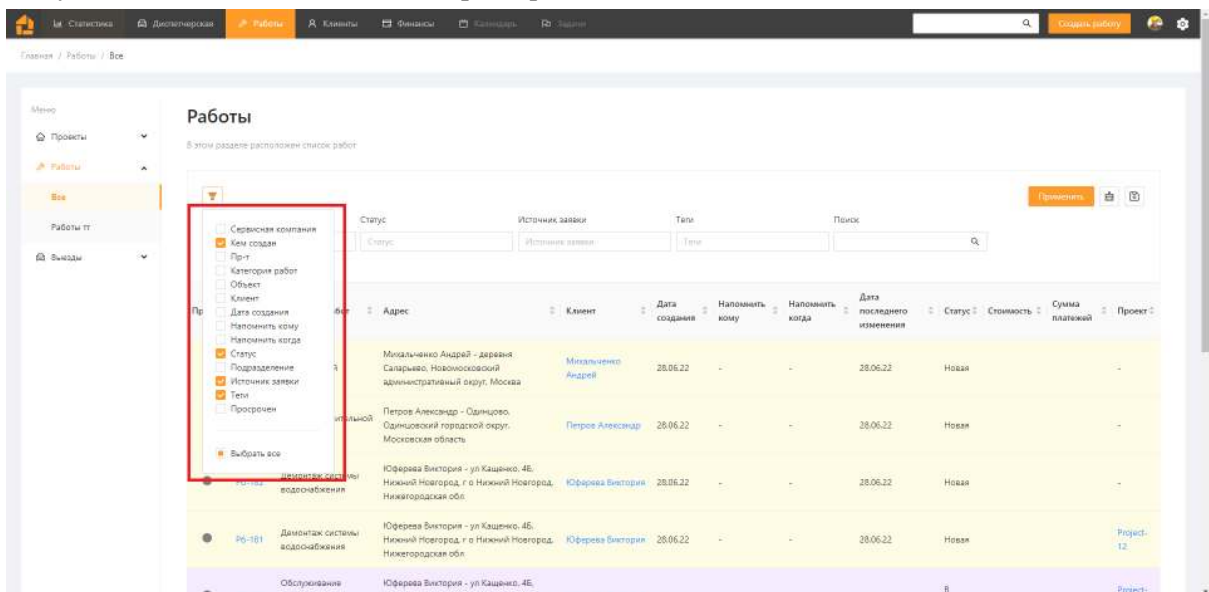 Статистика Диспетчерская Работы Клиенты Финансы Календарь Задачи Создать работу
Главная / Работы / Все
Меню
Проекты
Работы
Все
Работы тг
Выезды
Работы
В этом разделе расположен список работ
Применить
Статус Источник заявки Теги Поиск
Статус Источник заявки Теги
Сервисная компания
Кем создан
Пр-т
Категория работ
Объект
Клиент
Дата создания
Напомнить кому
Напомнить когда
Статус
Подразделение
Источник заявки
Теги
Просрочен
Выбрать все
Пр Адрес Клиент Дата создания Напомнить кому Напомнить когда Дата последнего изменения Статус Стоимость Сумма платежей Проект
Михальченко Андрей - деревня
Саларьево, Новомосковский
административный округ, Москва
Михальченко
Андрей
28.06.22 - - 28.06.22 Новая -
Петров Александр - Одинцово,
Одинцовский городской округ,
Московская область
Петров Александр 28.06.22 - - 28.06.22 Новая -
Демонтаж системы
водоснабжения
Юферева Виктория - ул Кащенко, 4Б,
Нижний Новгород, г о Нижний Новгород,
Нижегородская обл
Юферева Виктория 28.06.22 - - 28.06.22 Новая -
Р6-181
Демонтаж системы
водоснабжения
Юферева Виктория - ул Кащенко, 4Б,
Нижний Новгород, г о Нижний Новгород,
Нижегородская обл
Юферева Виктория 28.06.22 - - 28.06.22 Новая
Project-
12
Обслуживание Юферева Виктория - ул Кащенко, 4Б, В Project-